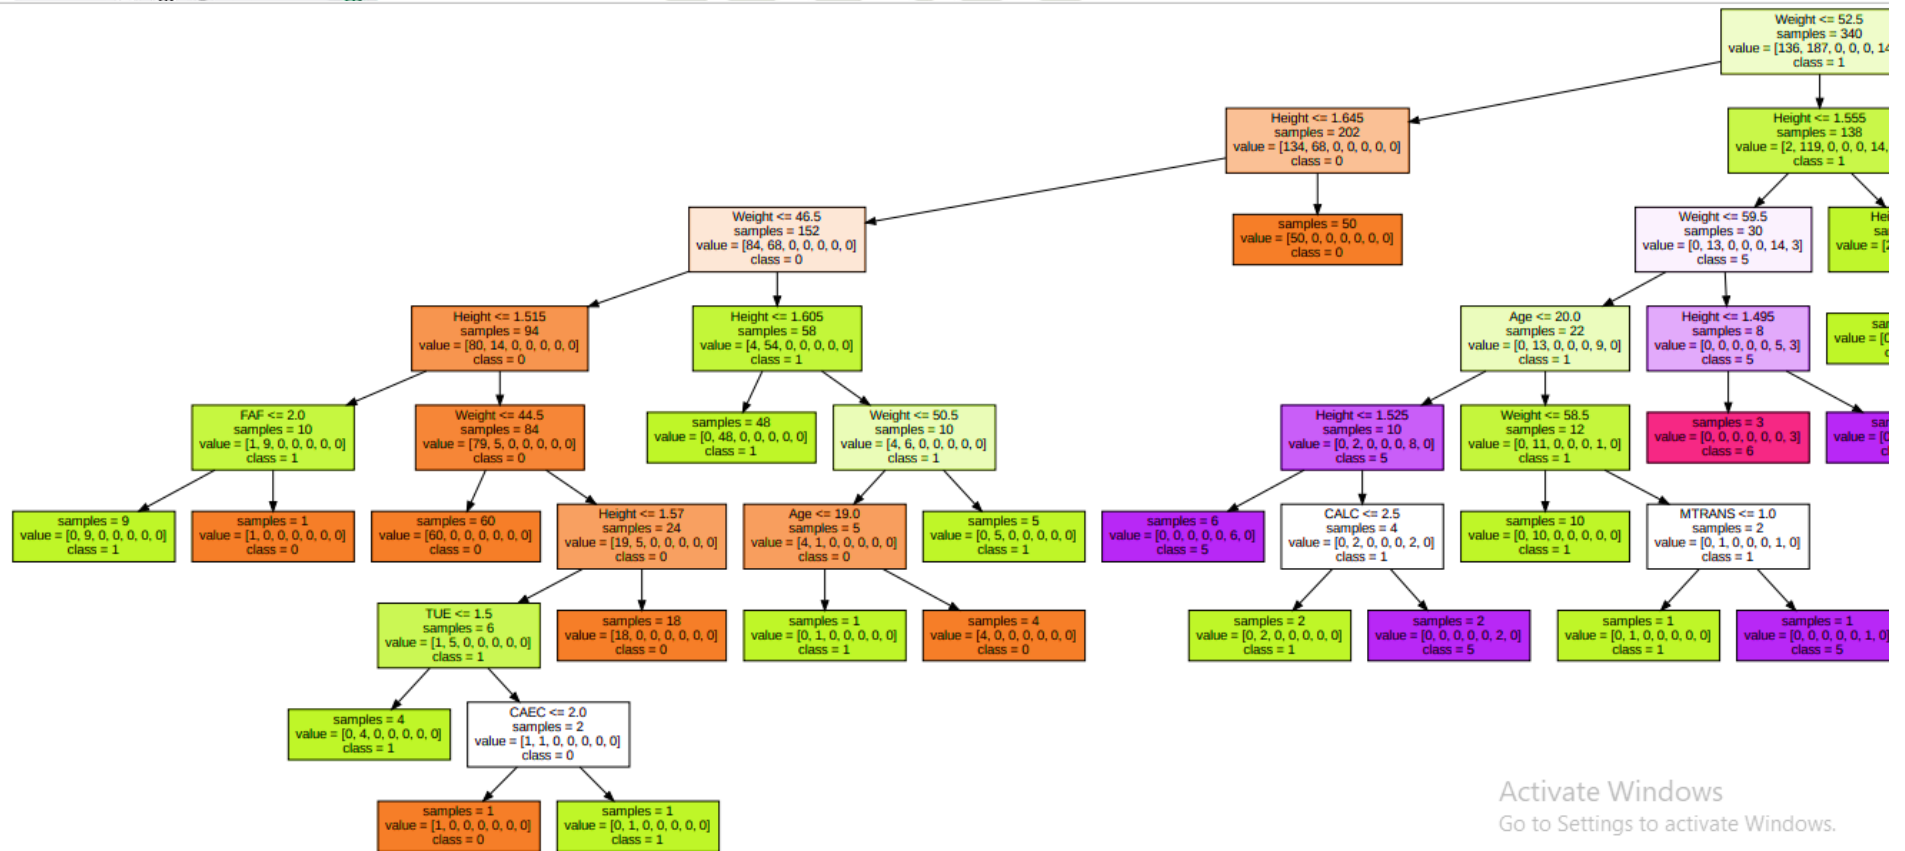 Weight <= 52.5
samples = 340
value = [136, 187, 0, 0, 0, 14
class = 1
Height <= 1.645
samples = 202
value = [134, 68, 0, 0, 0, 0, 0]
class = 0
Height <= 1.555
samples = 138
value = [2, 119, 0, 0, 0, 14,
class = 1
Weight <= 46.5
samples = 152
value = [84, 68, 0, 0, 0, 0, 0]
class = 0
samples = 50
value = [50, 0, 0, 0, 0, 0, 0]
class = 0
Weight <= 59.5
samples = 30
value = [0, 13, 0, 0, 0, 14, 3]
class = 5
Hei
sa
value = [2
Height <= 1.515
samples = 94
value = [80, 14, 0, 0, 0, 0, 0]
class = 0
Height <= 1.605
samples = 58
value = [4, 54, 0, 0, 0, 0, 0]
class = 1
Age <= 20.0
samples = 22
value = [0, 13, 0, 0, 0, 9, 0]
class = 1
Height <= 1.495
samples = 8
value = [0, 0, 0, 0, 0, 5, 3]
class = 5
sa
value = [0
c
FAF <= 2.0
samples = 10
value = [1, 9, 0, 0, 0, 0, 0]
class = 1
Weight <= 44.5
samples = 84
value = [79, 5, 0, 0, 0, 0, 0]
class = 0
samples = 48
value = [0, 48, 0, 0, 0, 0, 0]
class = 1
Weight <= 50.5
samples = 10
value = [4, 6, 0, 0, 0, 0, 0]
class = 1
Height <= 1.525
samples = 10
value = [0, 2, 0, 0, 0, 8, 0]
class = 5
Weight <= 58.5
samples = 12
value = [0, 11, 0, 0, 0, 1, 0]
class = 1
samples = 3
value = [0, 0, 0, 0, 0, 0, 3]
class = 6
sa
value = [0
c
samples = 9
value = [0, 9, 0, 0, 0, 0, 0]
class = 1
samples = 1
value = [1, 0, 0, 0, 0, 0, 0]
class = 0
samples = 60
value = [60, 0, 0, 0, 0, 0, 0]
class = 0
Height <= 1.57
samples = 24
value = [19, 5, 0, 0, 0, 0, 0]
class = 0
Age <= 19.0
samples = 5
value = [4, 1, 0, 0, 0, 0, 0]
class = 0
samples = 5
value = [0, 5, 0, 0, 0, 0, 0]
class = 1
samples = 6
value = [0, 0, 0, 0, 0, 6, 0]
class = 5
CALC <= 2.5
samples = 4
value = [0, 2, 0, 0, 0, 2, 0]
class = 1
samples = 10
value = [0, 10, 0, 0, 0, 0, 0]
class = 1
MTRANS <= 1.0
samples = 2
value = [0, 1, 0, 0, 0, 1, 0]
class = 1
TUE <= 1.5
samples = 6
value = [1, 5, 0, 0, 0, 0, 0]
class = 1
samples = 18
value = [18, 0, 0, 0, 0, 0, 0]
class = 0
samples = 1
value = [0, 1, 0, 0, 0, 0, 0]
class = 1
samples = 4
value = [4, 0, 0, 0, 0, 0, 0]
class = 0
samples = 2
value = [0, 2, 0, 0, 0, 0, 0]
class = 1
samples = 2
value = [0, 0, 0, 0, 0, 2, 0]
class = 5
samples = 1
value = [0, 1, 0, 0, 0, 0, 0]
class = 1
samples = 1
value = [0, 0, 0, 0, 0, 1, 0]
class = 5
samples = 4
value = [0, 4, 0, 0, 0, 0, 0]
class = 1
CAEC <= 2.0
samples = 2
value = [1, 1, 0, 0, 0, 0, 0]
class = 0
samples = 1
value = [1, 0, 0, 0, 0, 0, 0]
class = 0
samples = 1
value = [0, 1, 0, 0, 0, 0, 0]
class = 1
Activate Windows
Go to Settings to activate Windows.